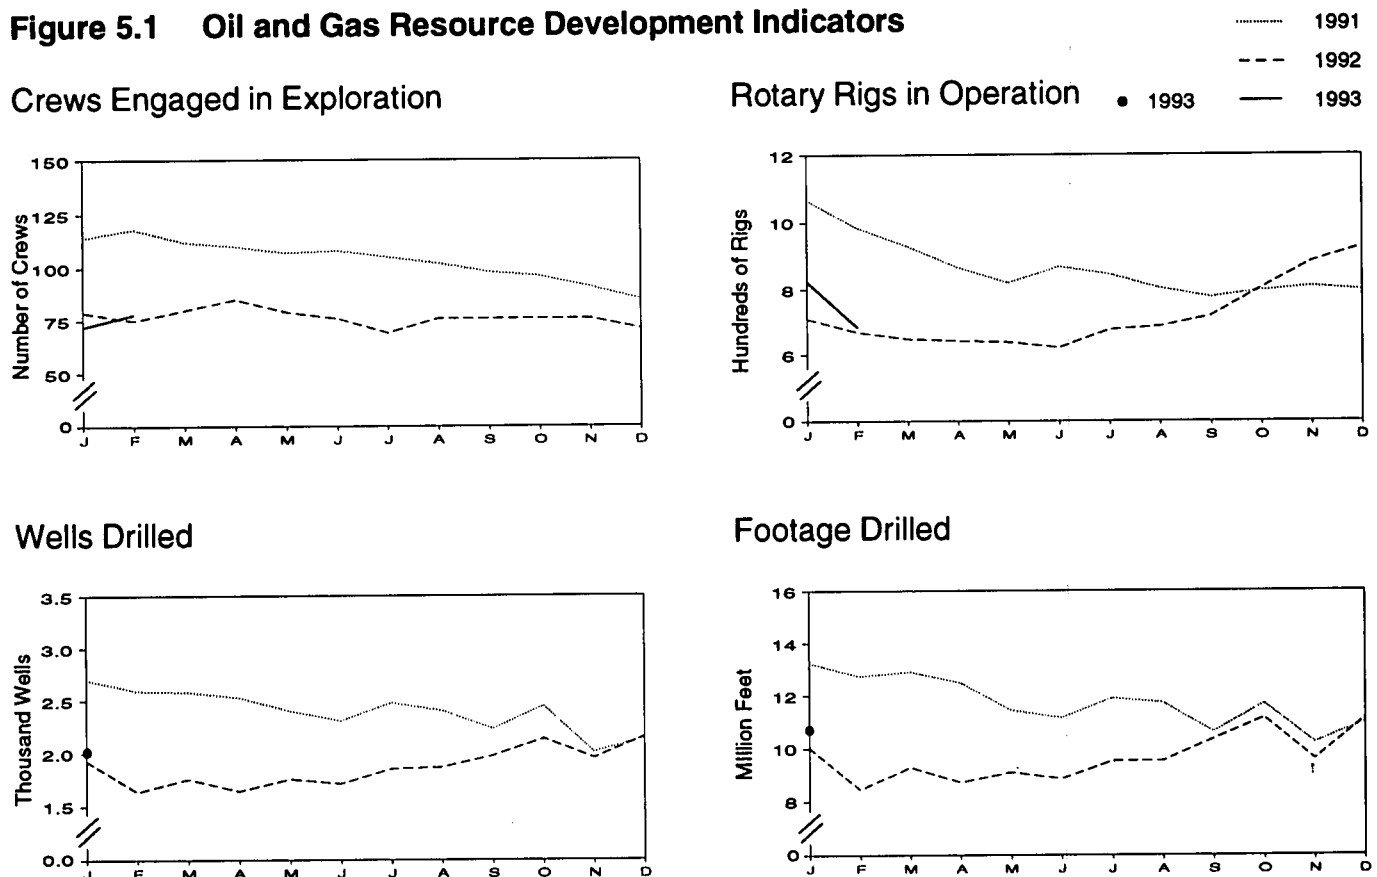 Figure 5.1 Oil and Gas Resource Development Indicators
1991
1992
1993
Crews Engaged in Exploration
150
125
100
75
50
0
Number of Crews
J F M A M J J A S O N D
Rotary Rigs in Operation
1993
12
10
8
6
0
Hundreds of Rigs
J F M A M J J A S O N D
Wells Drilled
3.5
3.0
2.5
2.0
1.5
0.0
Thousand Wells
J F M A M J J A S O N D
Footage Drilled
16
14
12
10
8
0
Million Feet
J F M A M J J A S O N D